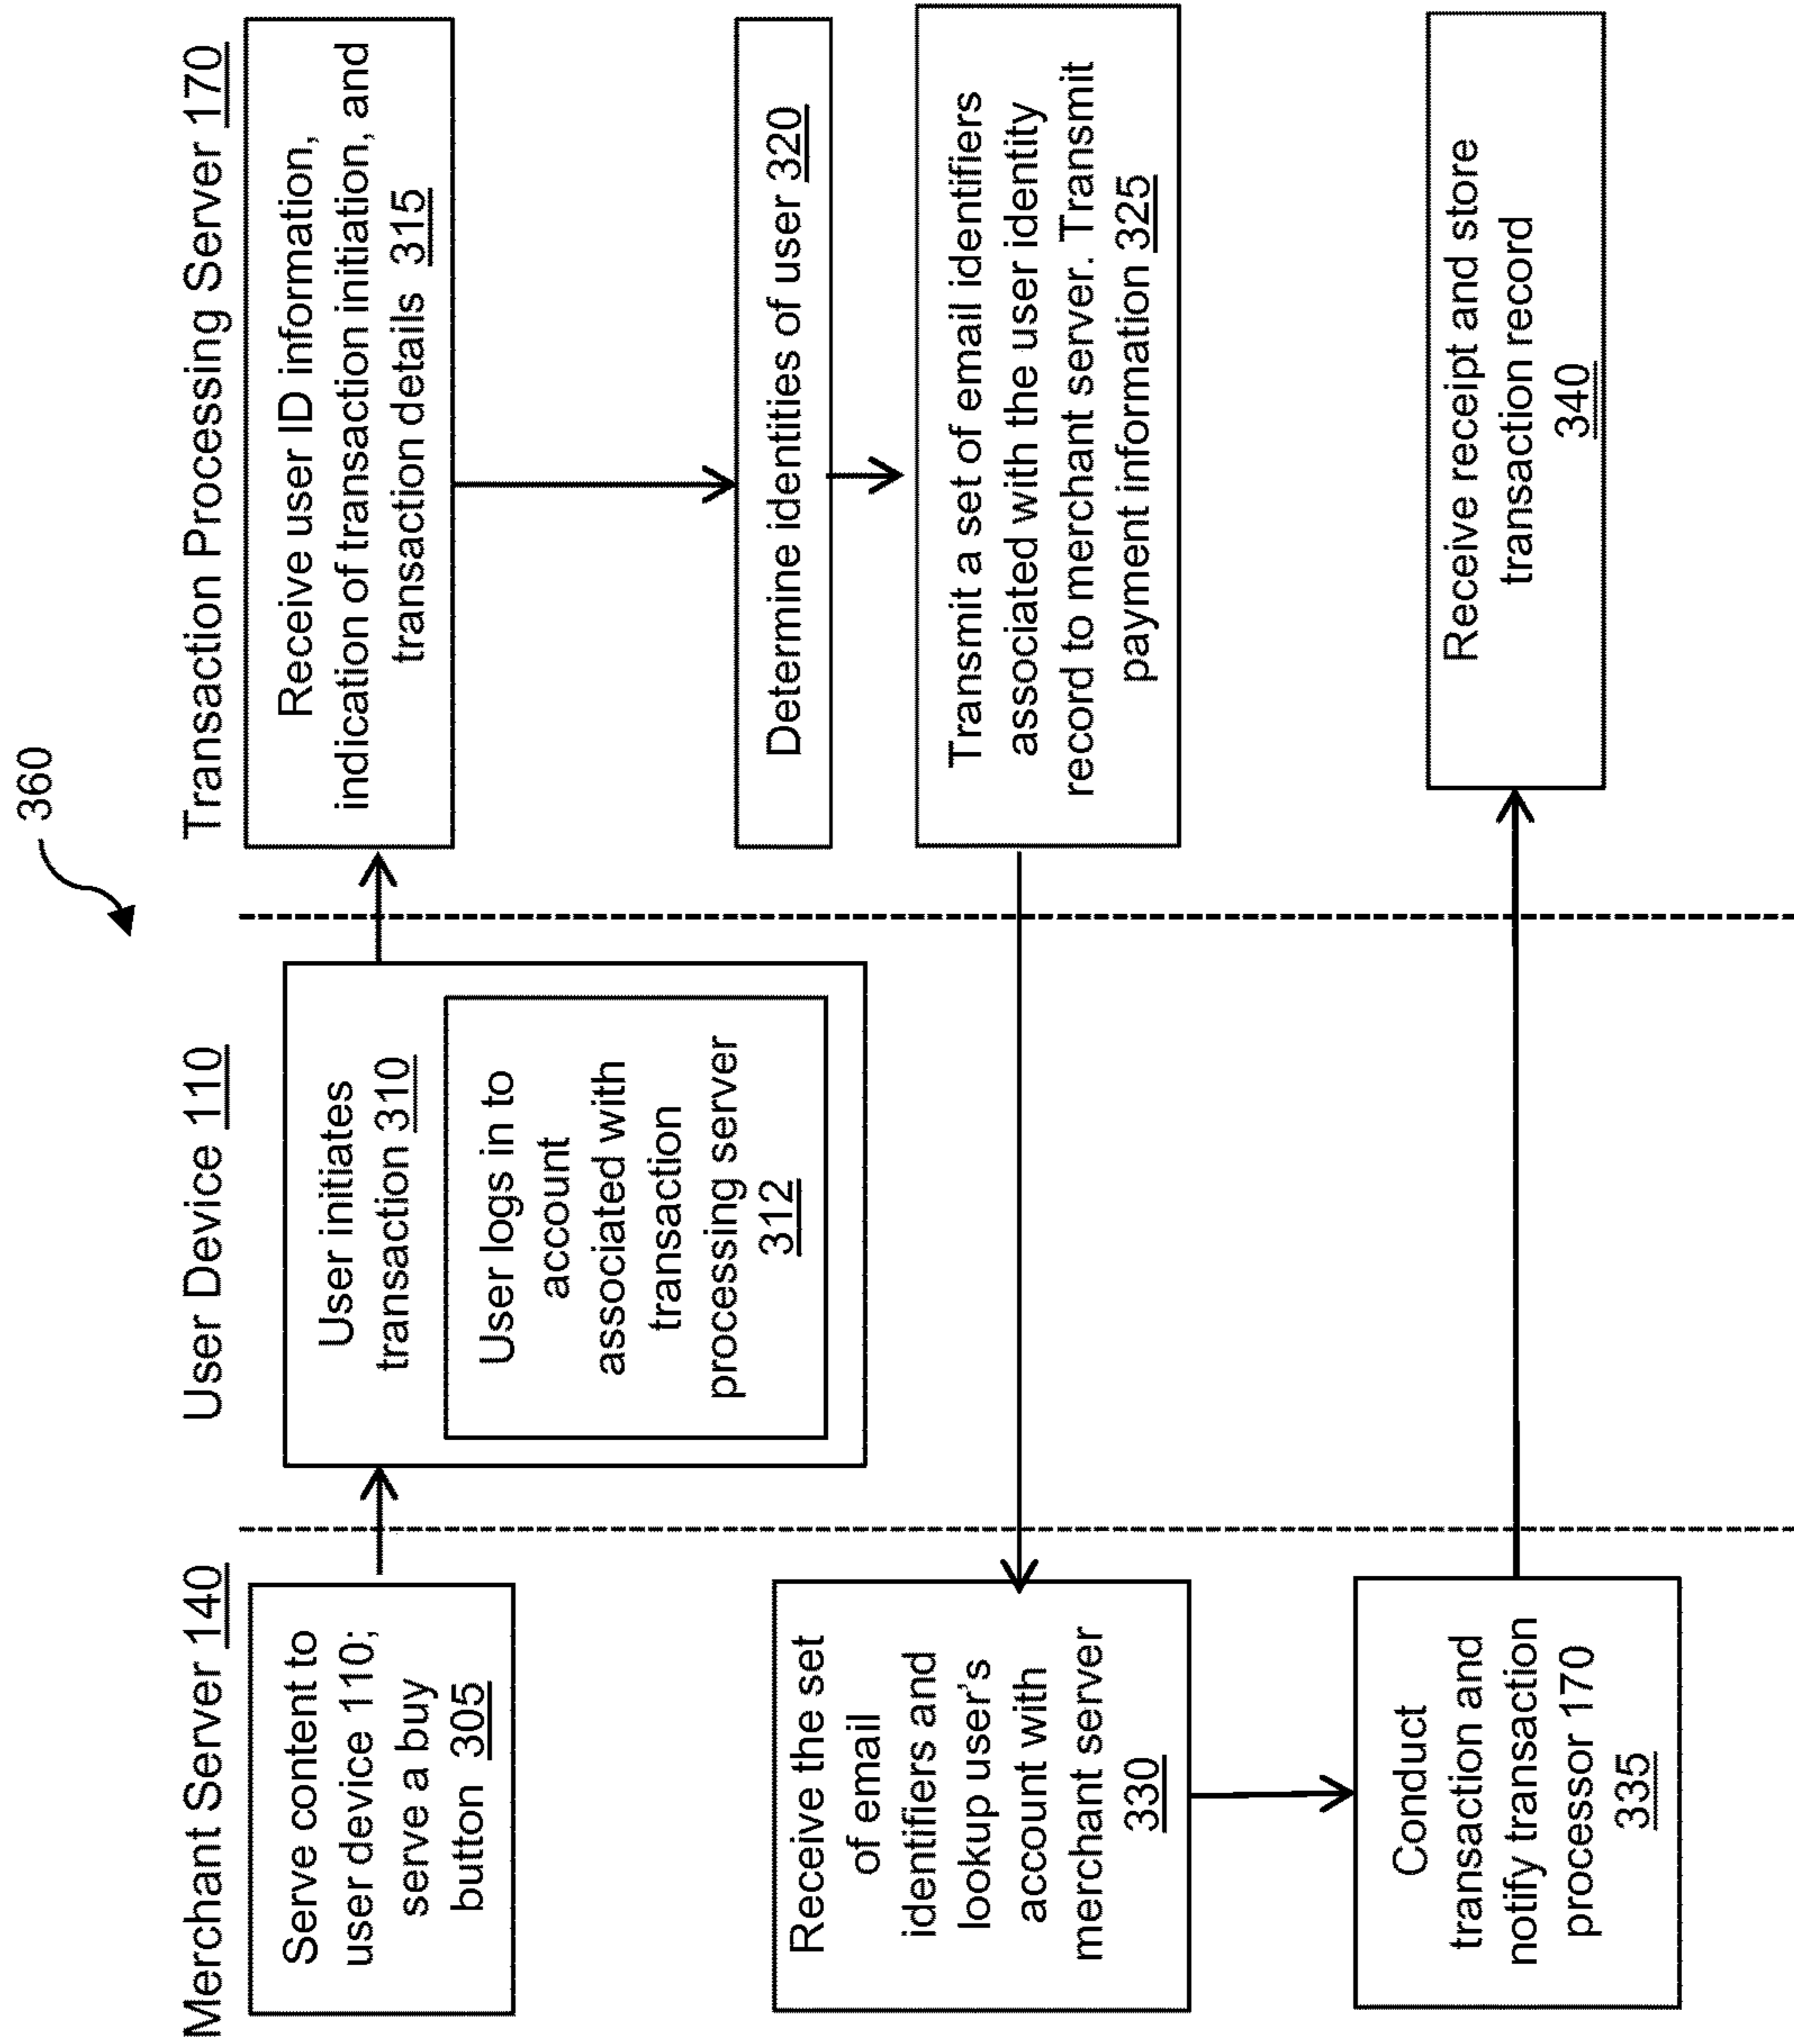 360
Merchant Server 140
User Device 110
Transaction Processing Server 170
Serve content to
user device 110;
serve a buy
button 305
User initiates
transaction 310
User logs in to
account
associated with
transaction
processing server
312
Receive user ID information,
indication of transaction initiation, and
transaction details 315
Determine identities of user 320
Transmit a set of email identifiers
associated with the user identity
record to merchant server. Transmit
payment information 325
Receive the set
of email
identifiers and
lookup user's
account with
merchant server
330
Conduct
transaction and
notify transaction
processor 170
335
Receive receipt and store
transaction record
340